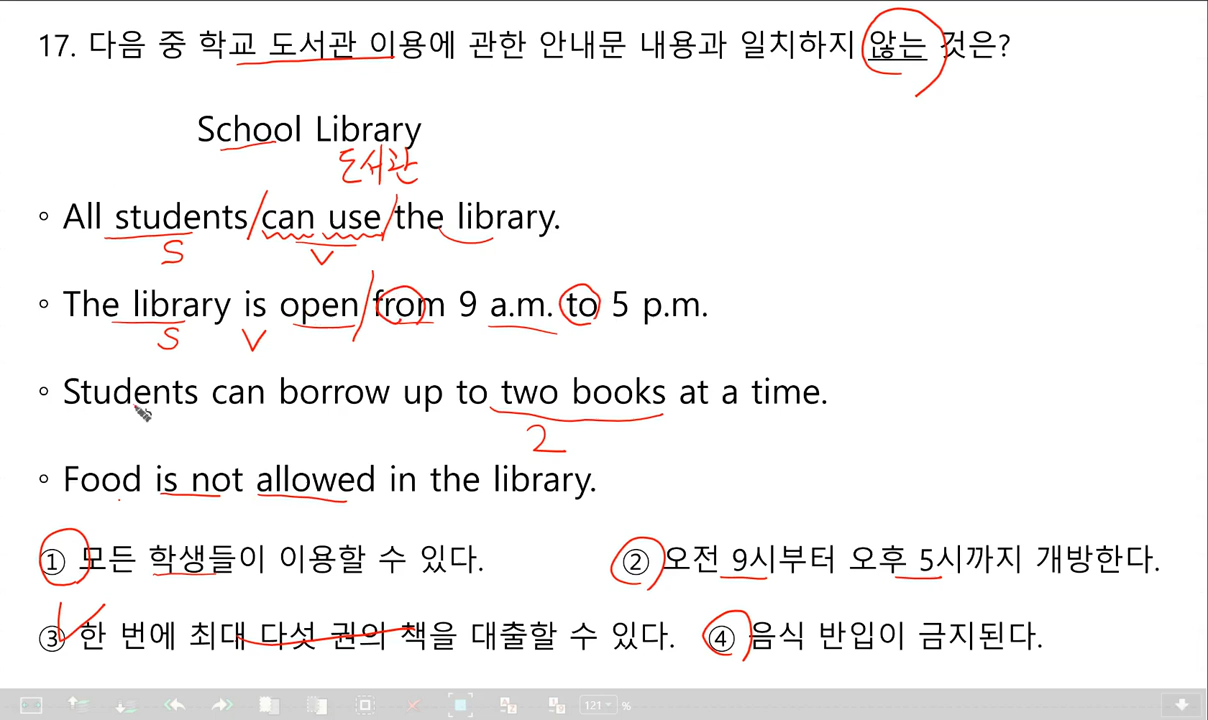 17. 다음 중 학교 도서관 이용에 관한 안내문 내용과 일치하지 않는 것은?
School Library
도서관
◦ All students/can use/the library.
S V
◦ The library is open/from 9 a.m. to 5 p.m.
S V
◦ Students can borrow up to two books at a time.
2
◦ Food is not allowed in the library.
① 모든 학생들이 이용할 수 있다. ② 오전 9시부터 오후 5시까지 개방한다.
③ 한 번에 최대 다섯 권의 책을 대출할 수 있다. ④ 음식 반입이 금지된다.
121 %